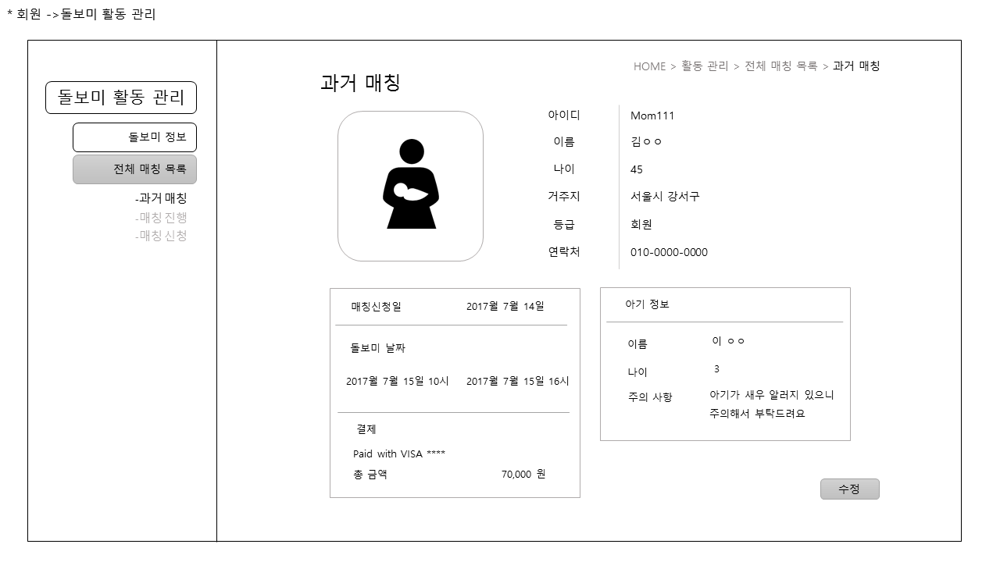 * 회원 ->돌보미 활동 관리
HOME > 활동 관리 > 전체 매칭 목록 > 과거 매칭
돌보미 활동 관리
돌보미 정보
전체 매칭 목록
-과거 매칭
-매칭 진행
-매칭 신청
과거 매칭
아이디 Mom111
이름 김ㅇㅇ
나이 45
거주지 서울시 강서구
등급 회원
연락처 010-0000-0000
매칭신청일 2017월 7월 14일
돌보미 날짜
2017월 7월 15일 10시 2017월 7월 15일 16시
결제
Paid with VISA ****
총 금액 70,000 원
아기 정보
이름 이 ㅇㅇ
나이 3
주의 사항 아기가 새우 알러지 있으니
주의해서 부탁드려요
수정